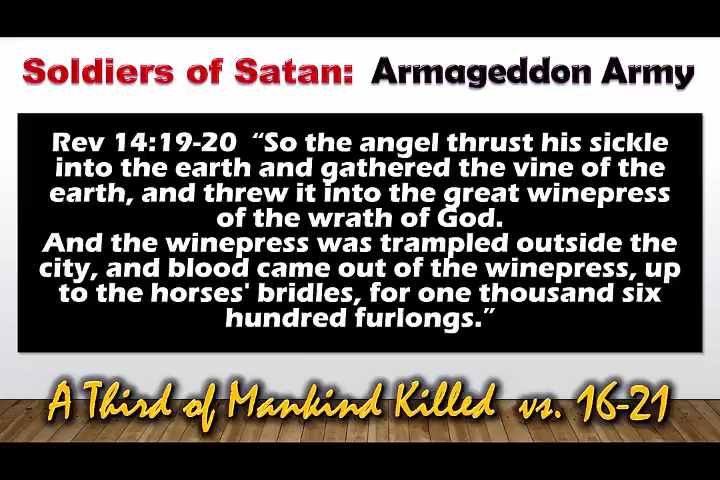 Soldiers of Satan: Armageddon Army
Rev 14:19-20 “So the angel thrust his sickle
into the earth and gathered the vine of the
earth, and threw it into the great winepress
of the wrath of God.
And the winepress was trampled outside the
city, and blood came out of the winepress, up
to the horses' bridles, for one thousand six
hundred furlongs.”
A Third of Mankind Killed vs. 16-21